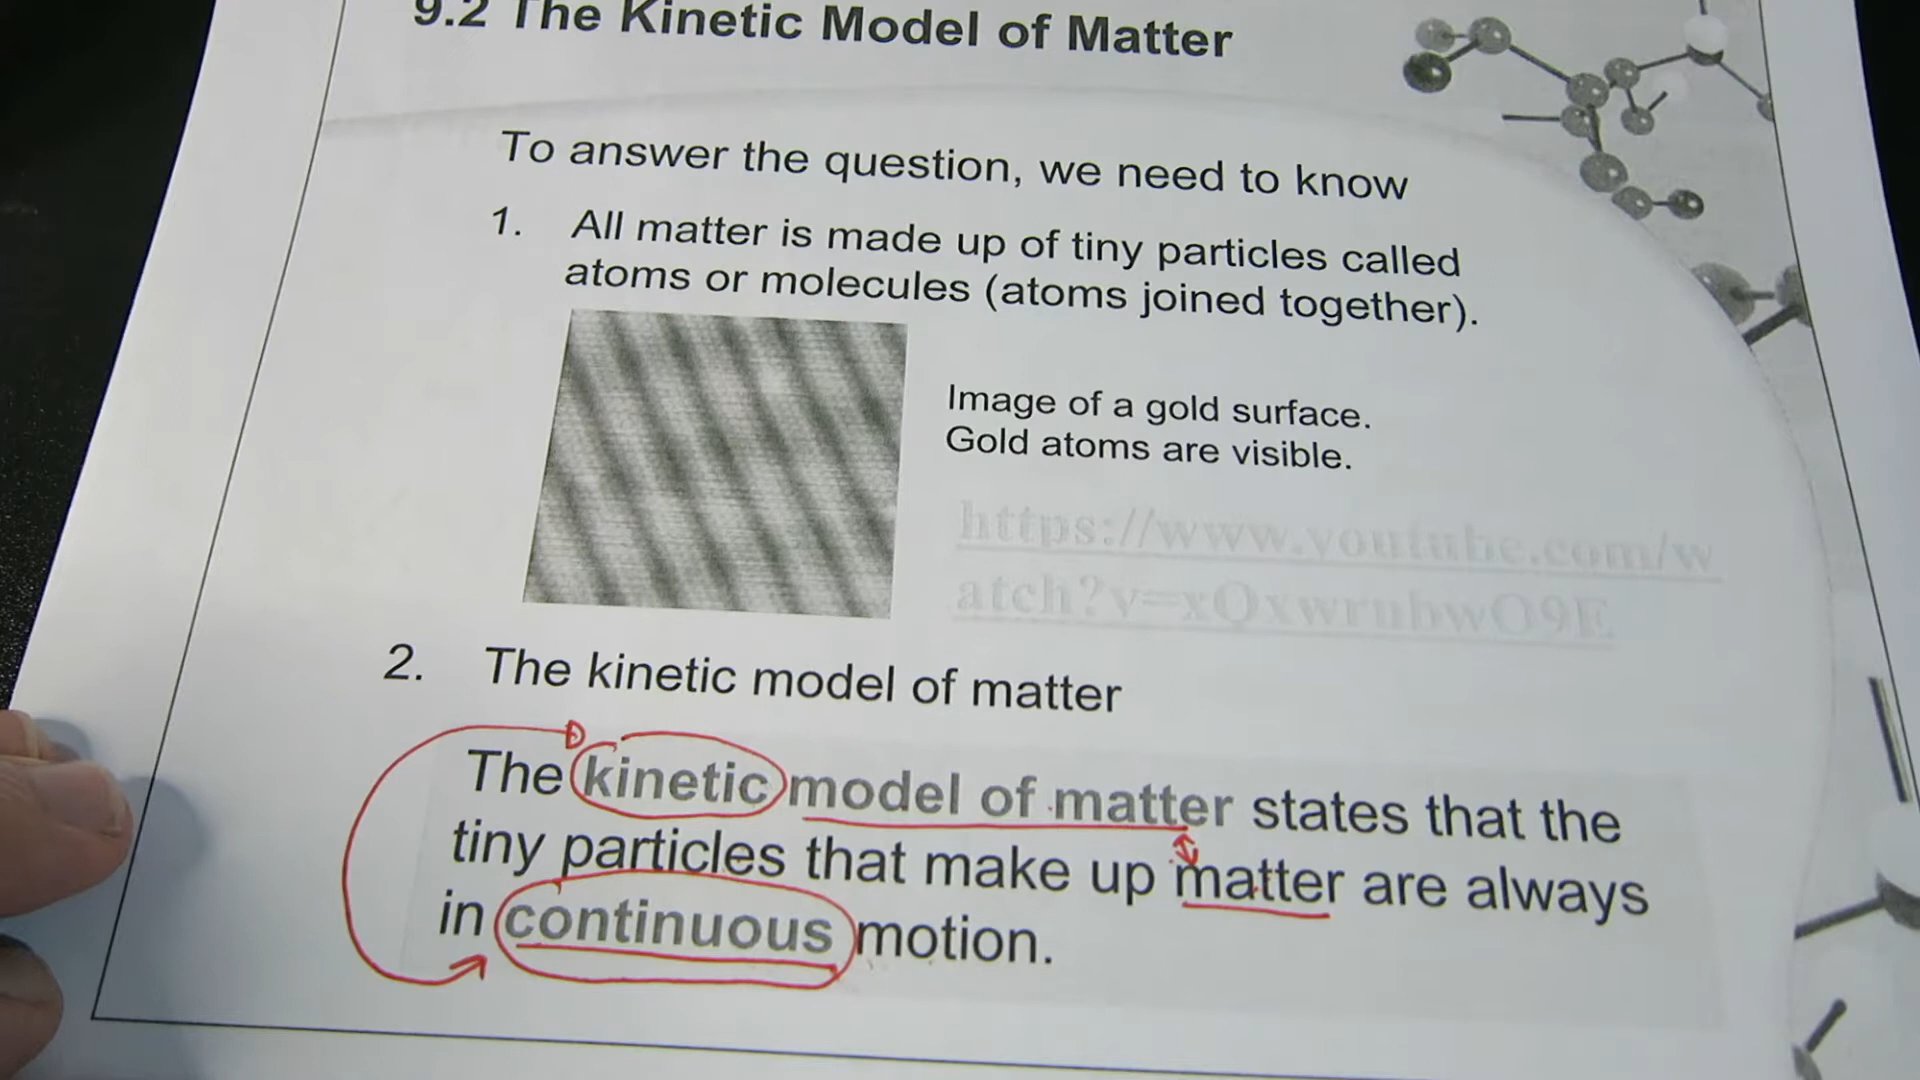 9.2 The Kinetic Model of Matter
To answer the question, we need to know
1. All matter is made up of tiny particles called
atoms or molecules (atoms joined together).
Image of a gold surface.
Gold atoms are visible.
https://www.youtube.com/w
2. The kinetic model of matter
The kinetic model of matter states that the
tiny particles that make up matter are always
in continuous motion.